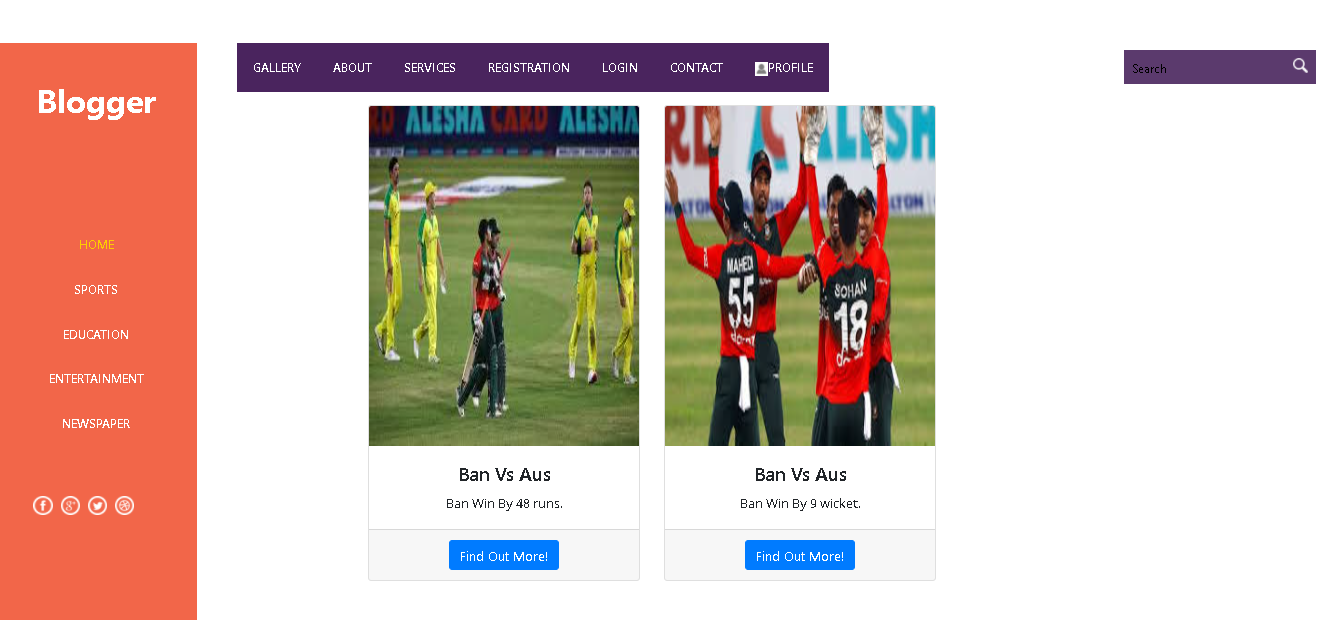 GALLERY ABOUT SERVICES REGISTRATION LOGIN CONTACT PROFILE
Search
Blogger
HOME
SPORTS
EDUCATION
ENTERTAINMENT
NEWSPAPER
ALESHA CARD ALESH
MAHEDI
55
SOHAN
18
Ban Vs Aus
Ban Win By 48 runs.
Find Out More!
Ban Vs Aus
Ban Win By 9 wicket.
Find Out More!